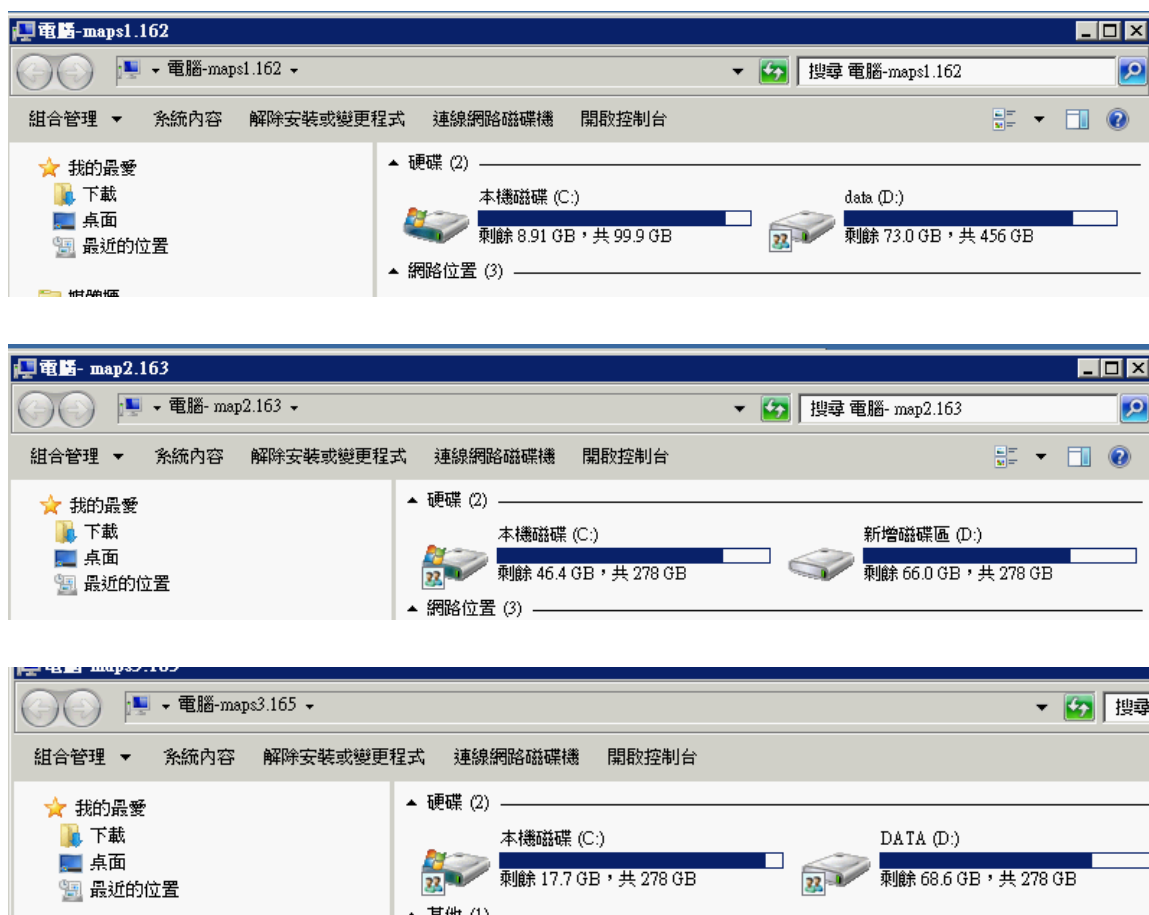 電腦-maps1.162
電腦-maps1.162
搜尋 電腦-maps1.162
組合管理 系統內容 解除安裝或變更程式 連線網路磁碟機 開啟控制台
我的最愛
下載
桌面
最近的位置
媒體櫃
硬碟 (2)
本機磁碟 (C:)
剩餘 8.91 GB，共 99.9 GB
data (D:)
剩餘 73.0 GB，共 456 GB
網路位置 (3)
電腦- map2.163
電腦- map2.163
搜尋 電腦- map2.163
組合管理 系統內容 解除安裝或變更程式 連線網路磁碟機 開啟控制台
我的最愛
下載
桌面
最近的位置
硬碟 (2)
本機磁碟 (C:)
剩餘 46.4 GB，共 278 GB
新增磁碟區 (D:)
剩餘 66.0 GB，共 278 GB
網路位置 (3)
電腦-maps3.165
電腦-maps3.165
搜尋
組合管理 系統內容 解除安裝或變更程式 連線網路磁碟機 開啟控制台
我的最愛
下載
桌面
最近的位置
硬碟 (2)
本機磁碟 (C:)
剩餘 17.7 GB，共 278 GB
DATA (D:)
剩餘 68.6 GB，共 278 GB
其他 (1)